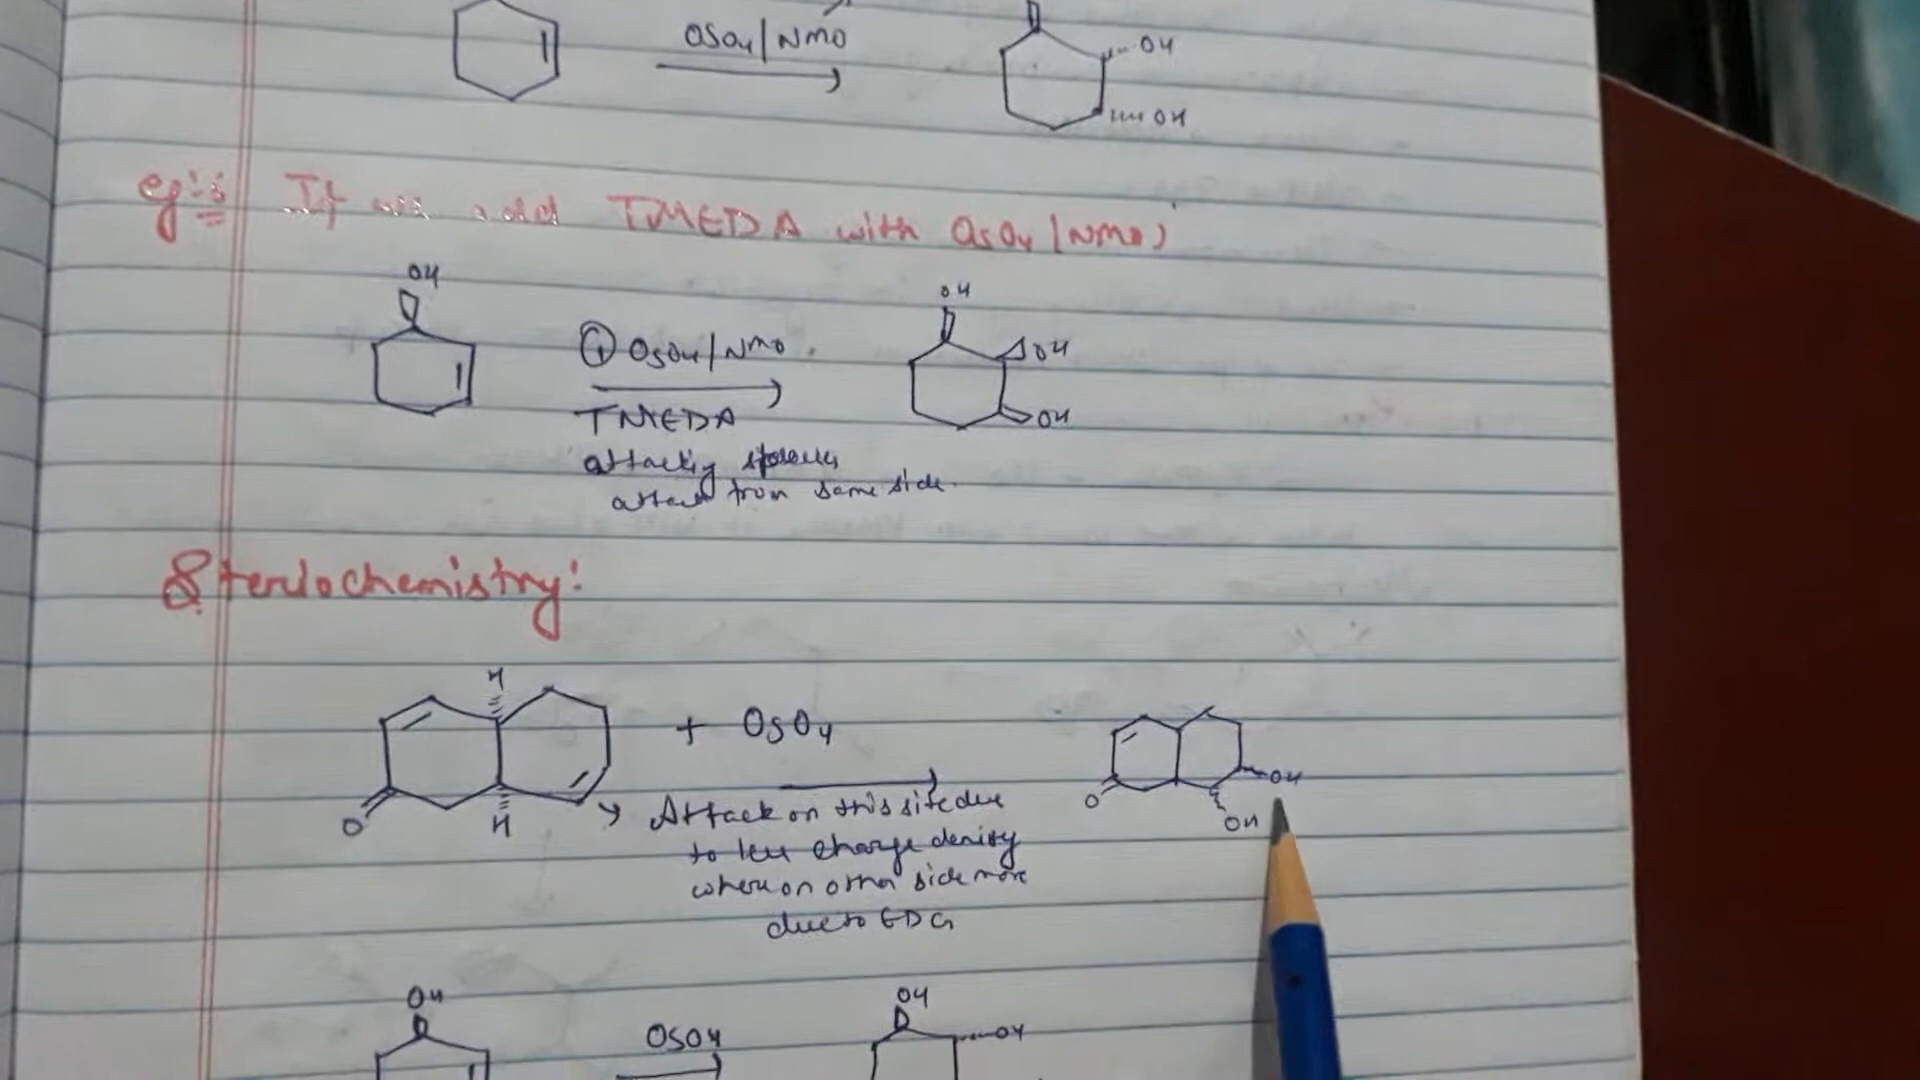 OsO4/NMO
OH
OH
eg:- If we add TMEDA with OsO4/NMO)
OH
OH
① OsO4/NMO.
OH
TMEDA
OH
attacking
attack from same side.
Stereochemistry:
H
+ OsO4
O
H
Attack on this site due
to less charge density
where on other side more
due to EDG
O
OH
OH
OH
OsO4
OH
OH